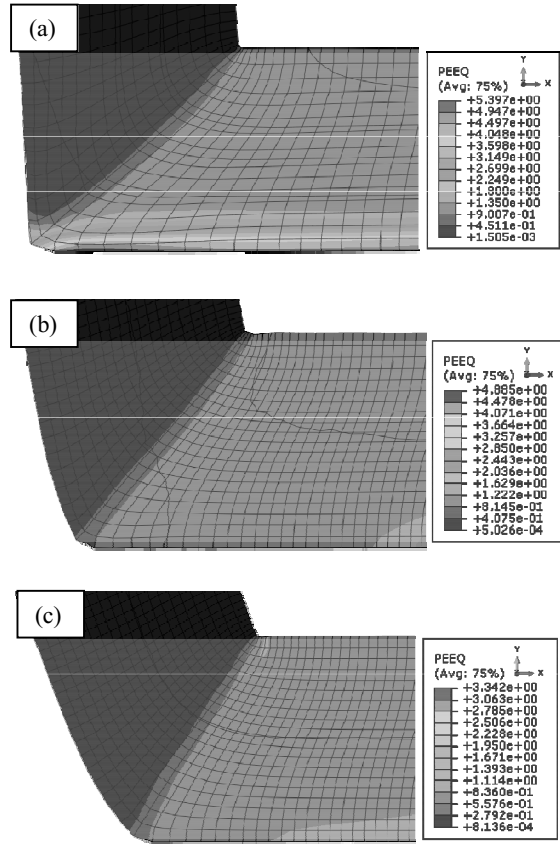 (a)
Y
X
PEEQ
(Avg: 75%)
+5.397e+00
+4.947e+00
+4.497e+00
+4.048e+00
+3.598e+00
+3.149e+00
+2.699e+00
+2.249e+00
+1.800e+00
+1.350e+00
+9.007e-01
+4.511e-01
+1.505e-03
(b)
Y
X
PEEQ
(Avg: 75%)
+4.885e+00
+4.478e+00
+4.071e+00
+3.664e+00
+3.257e+00
+2.850e+00
+2.443e+00
+2.036e+00
+1.629e+00
+1.222e+00
+8.145e-01
+4.075e-01
+5.026e-04
(c)
Y
X
PEEQ
(Avg: 75%)
+3.342e+00
+3.063e+00
+2.785e+00
+2.506e+00
+2.228e+00
+1.950e+00
+1.671e+00
+1.393e+00
+1.114e+00
+8.360e-01
+5.576e-01
+2.792e-01
+8.136e-04